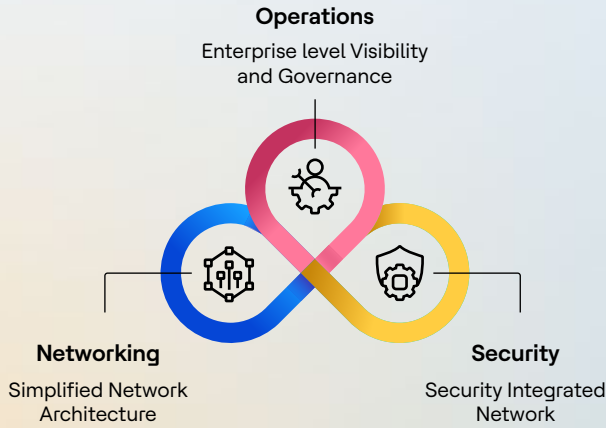 Operations
Enterprise level Visibility
and Governance
Networking
Simplified Network
Architecture
Security
Security Integrated
Network